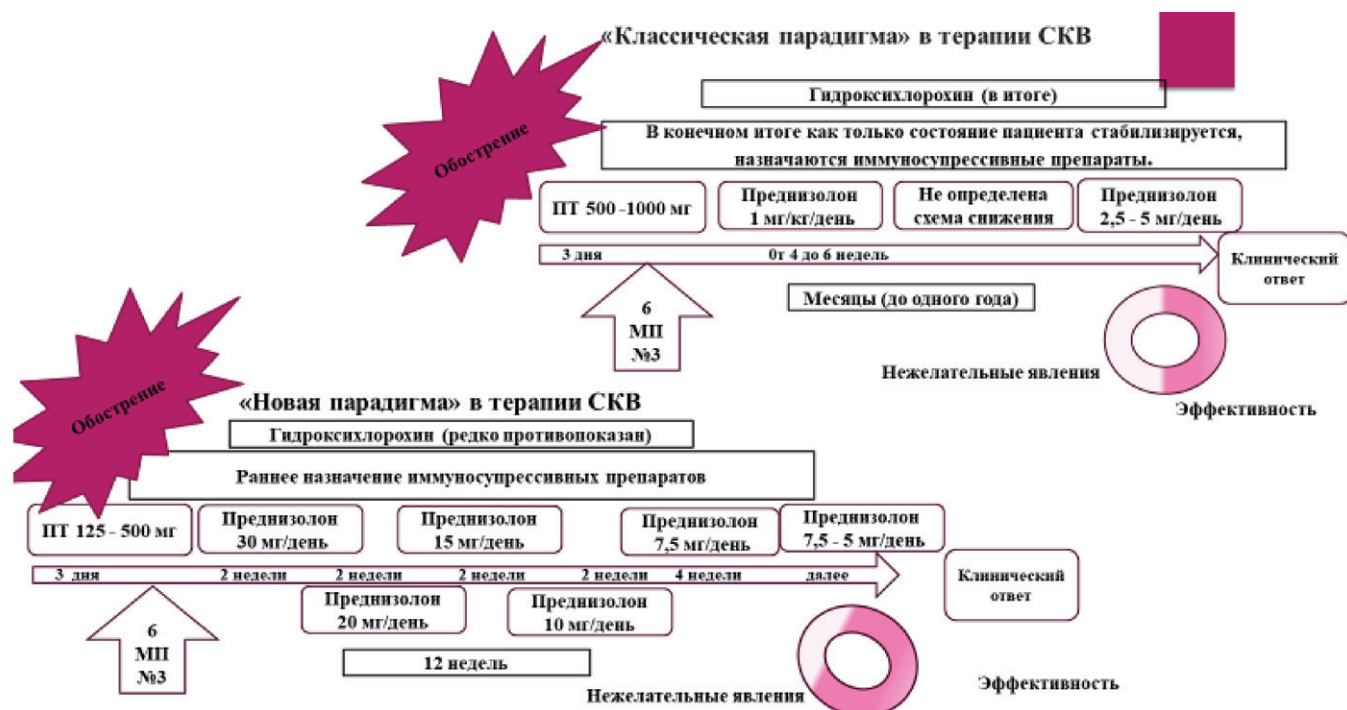 «Классическая парадигма» в терапии СКВ
Обострение
Гидроксихлорохин (в итоге)
В конечном итоге как только состояние пациента стабилизируется,
назначаются иммуносупрессивные препараты.
ПТ 500 -1000 мг
Преднизолон
1 мг/кг/день
Не определена
схема снижения
Преднизолон
2,5 - 5 мг/день
3 дня
От 4 до 6 недель
Клинический
ответ
Месяцы (до одного года)
6
МП
№3
Нежелательные явления
Эффективность
Обострение
«Новая парадигма» в терапии СКВ
Гидроксихлорохин (редко противопоказан)
Раннее назначение иммуносупрессивных препаратов
ПТ 125 - 500 мг
Преднизолон
30 мг/день
Преднизолон
15 мг/день
Преднизолон
7,5 мг/день
Преднизолон
7,5 - 5 мг/день
3 дня
2 недели
2 недели
2 недели
2 недели
4 недели
далее
Клинический
ответ
Преднизолон
20 мг/день
Преднизолон
10 мг/день
6
МП
№3
12 недель
Нежелательные явления
Эффективность